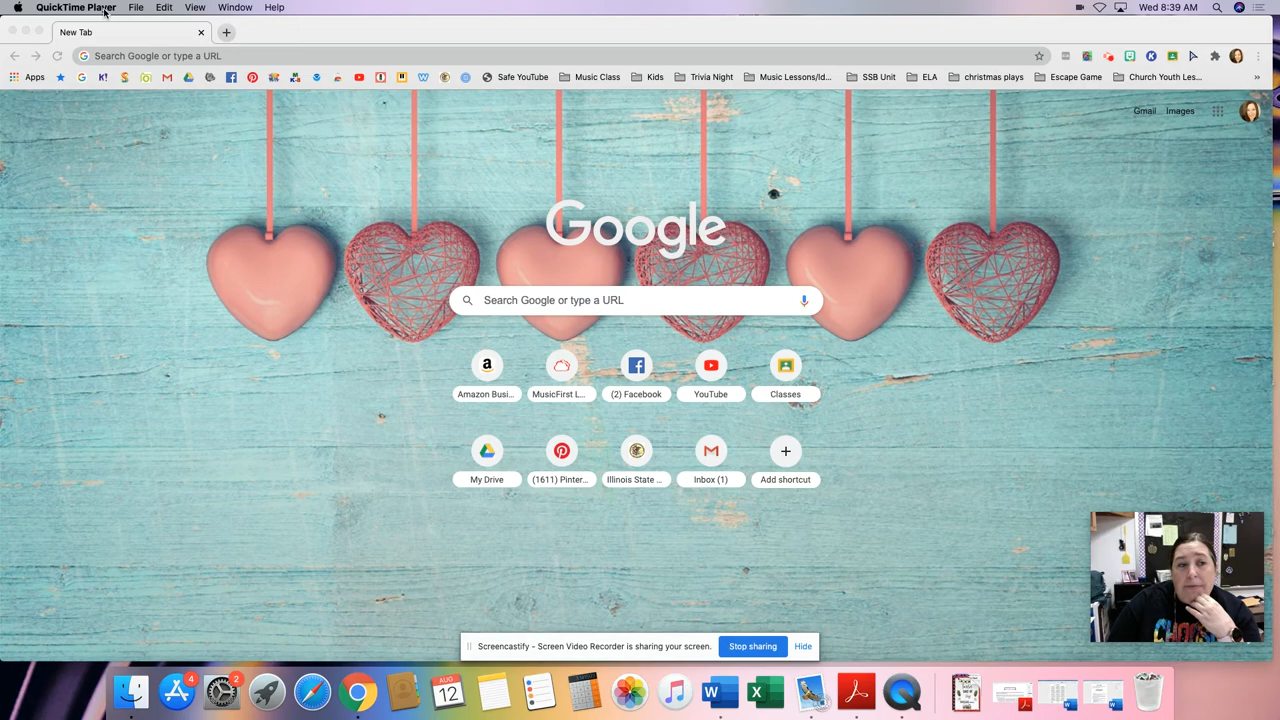 QuickTime Player File Edit View Window Help Wed 8:39 AM
New Tab
Search Google or type a URL
Apps Safe YouTube Music Class Kids Trivia Night Music Lessons/Id... SSB Unit ELA christmas plays Escape Game Church Youth Les... »
Gmail Images
Google
Search Google or type a URL
Amazon Busi... MusicFirst L... (2) Facebook YouTube Classes
My Drive (1611) Pinter... Illinois State ... Inbox (1) Add shortcut
Screencastify - Screen Video Recorder is sharing your screen. Stop sharing Hide
4 2 AUG 12